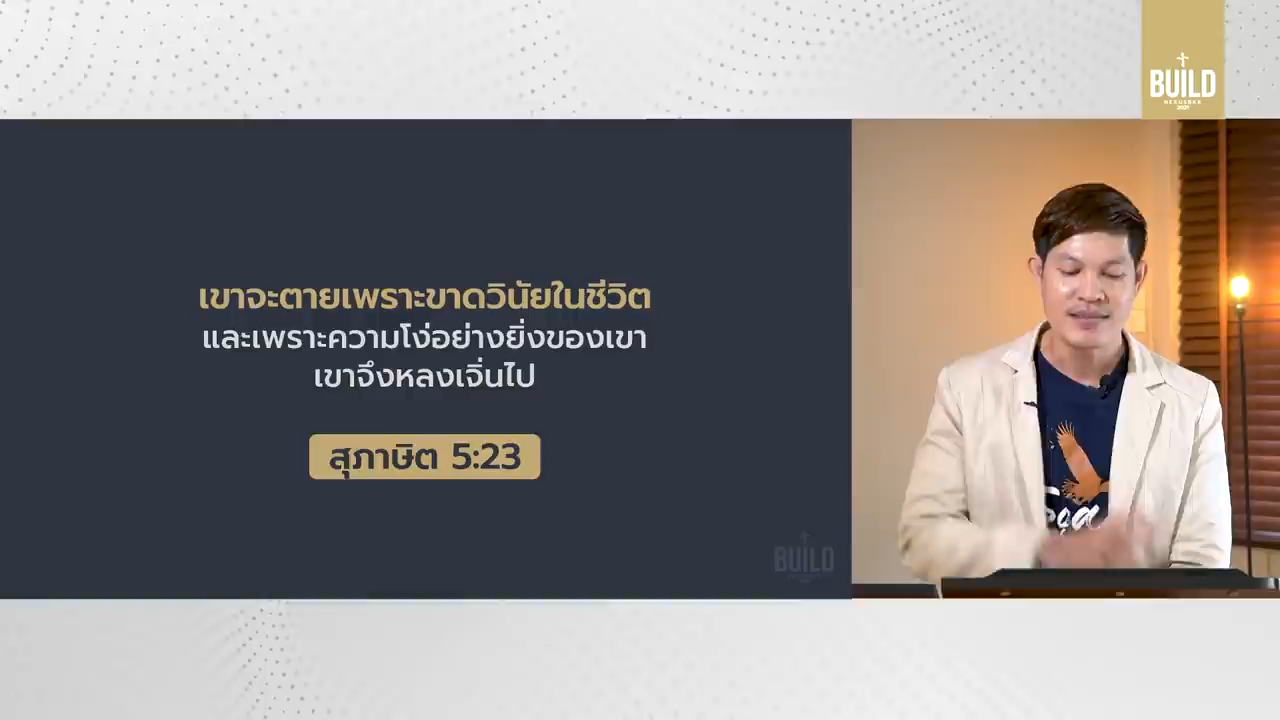 BUILD
NEXUSBKK
2021
เขาจะตายเพราะขาดวินัยในชีวิต
และเพราะความโง่อย่างยิ่งของเขา
เขาจึงหลงเจิ่นไป
สุภาษิต 5:23
BUILD